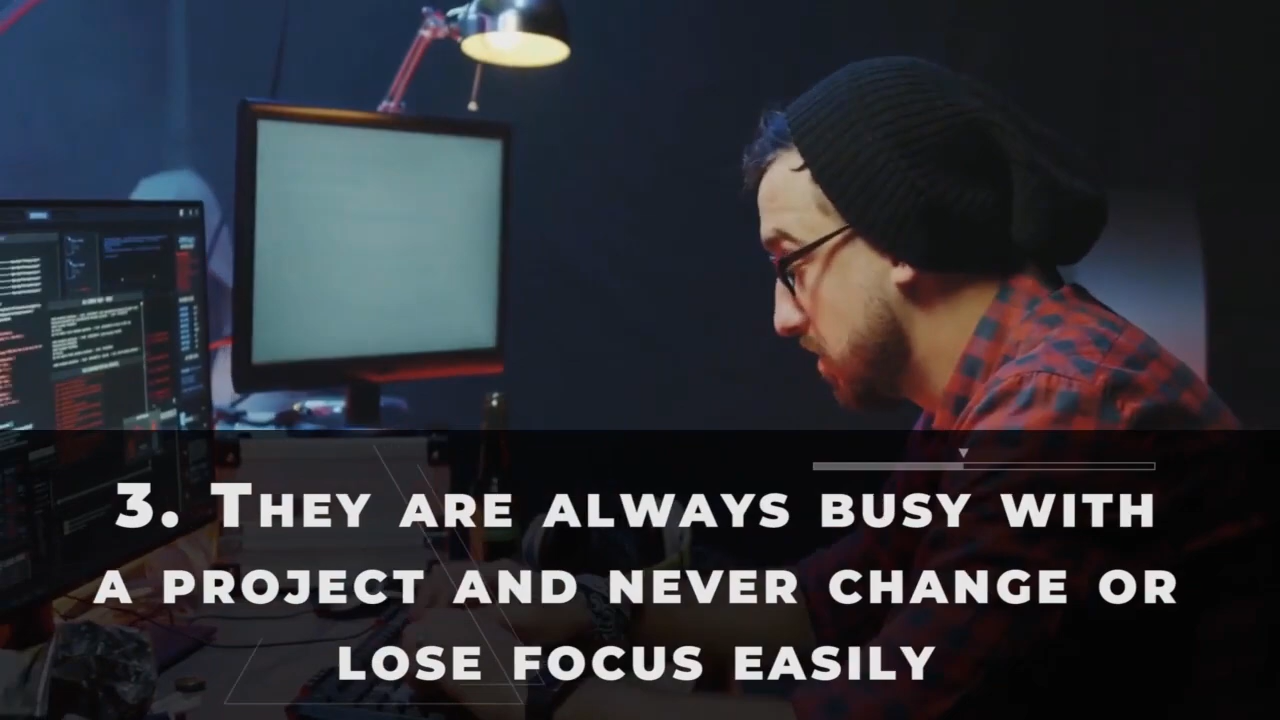 3. They are always busy with
a project and never change or
lose focus easily